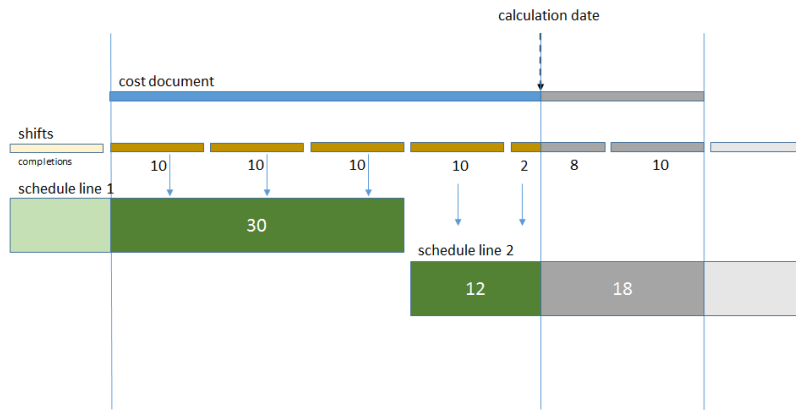 calculation date
cost document
shifts
completions
10 10 10 10 2 8 10
schedule line 1
30
schedule line 2
12 18